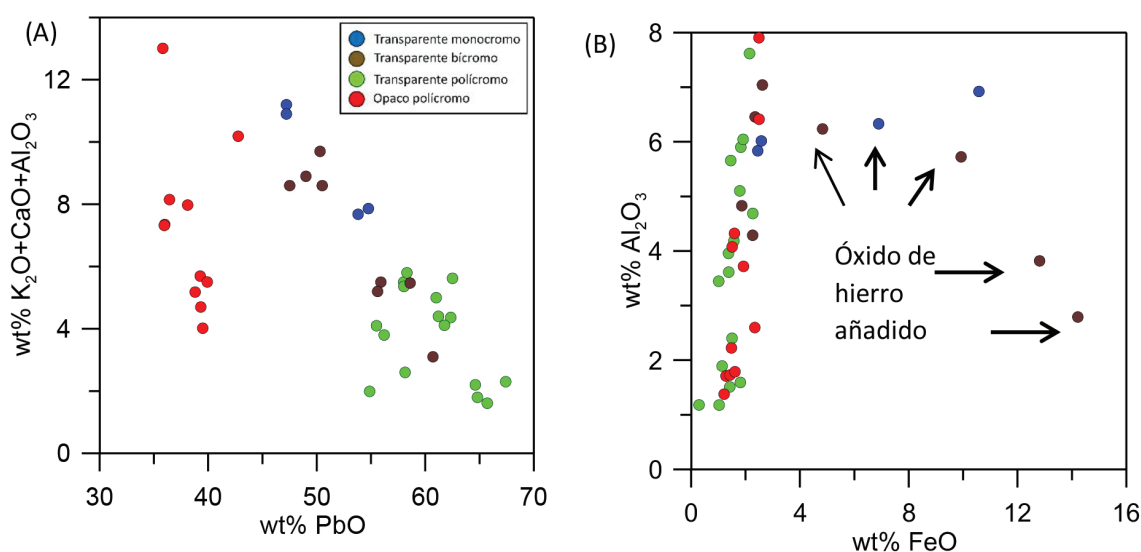 (A)
wt% K₂O+CaO+Al₂O₃
12
8
4
0
30
40
50
60
70
wt% PbO
Transparente monocromo
Transparente bícromo
Transparente polícromo
Opaco polícromo
(B)
wt% Al₂O₃
8
6
4
2
0
0
4
8
12
16
wt% FeO
Óxido de
hierro
añadido